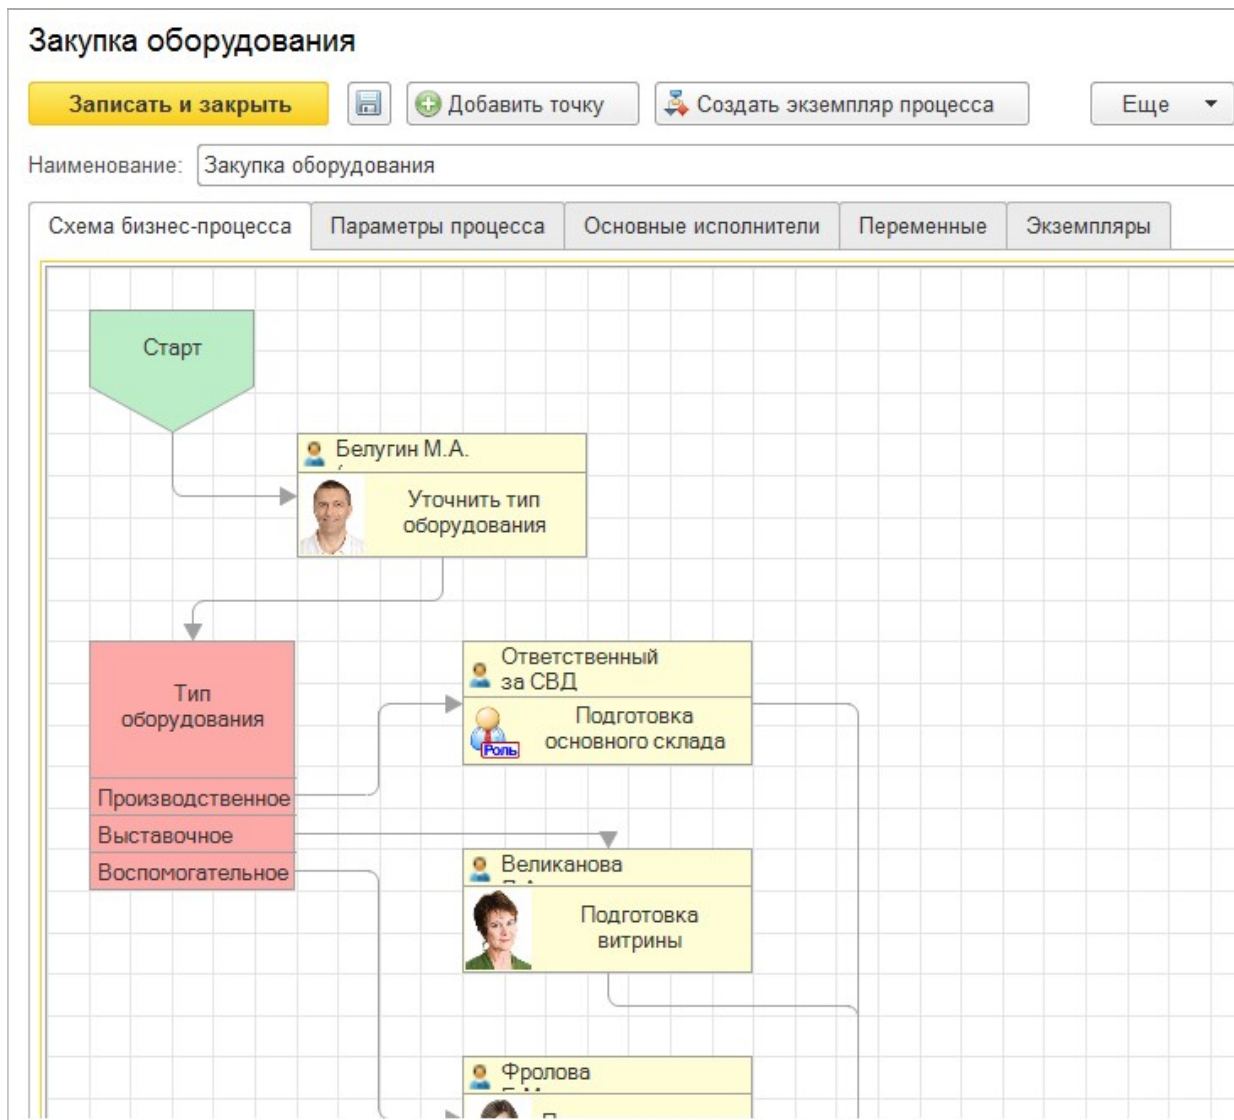 Закупка оборудования
Записать и закрыть
Добавить точку
Создать экземпляр процесса
Еще
Наименование: Закупка оборудования
Схема бизнес-процесса
Параметры процесса
Основные исполнители
Переменные
Экземпляры
Старт
Белугин М.А.
Уточнить тип
оборудования
Тип
оборудования
Производственное
Выставочное
Воспомогательное
Ответственный
за СВД
Роль
Подготовка
основного склада
Великанова
Подготовка
витрины
Фролова